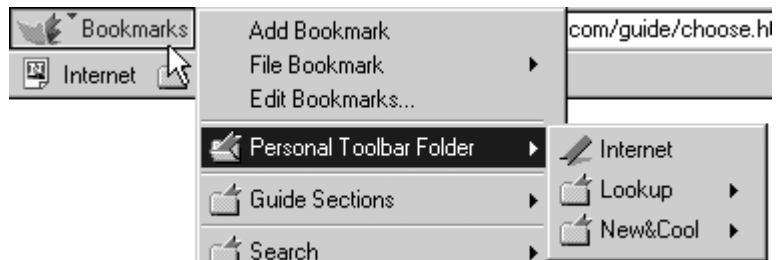 Bookmarks
Internet
Add Bookmark
File Bookmark
Edit Bookmarks...
Personal Toolbar Folder
Guide Sections
Search
com/guide/choose.ht
Internet
Lookup
New&Cool